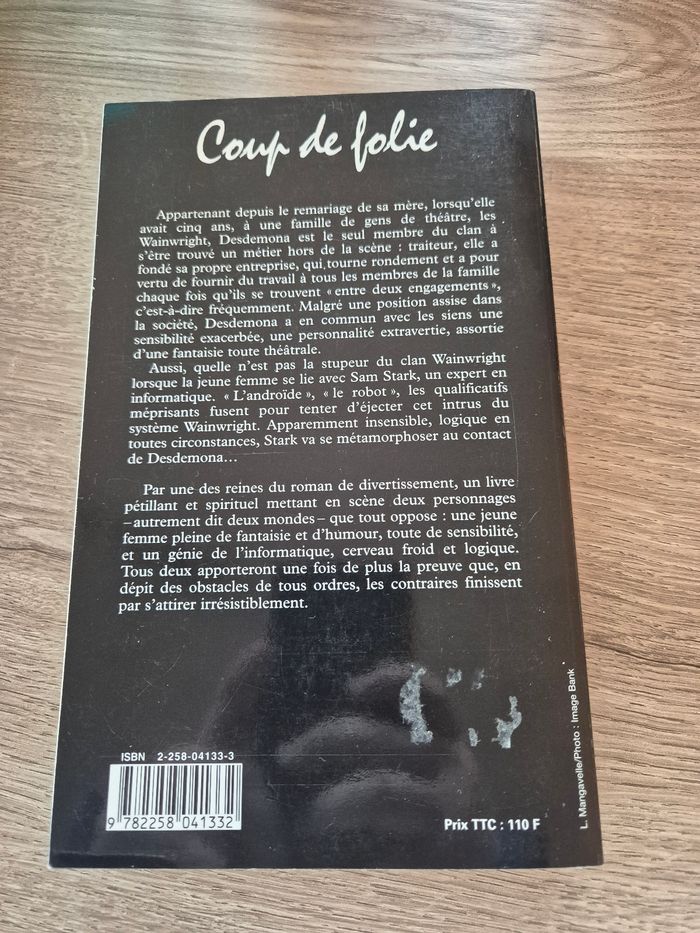 Coup de folie
Appartenant depuis le remariage de sa mère, lorsqu'elle
avait cinq ans, à une famille de gens de théâtre, les
Wainwright, Desdemona est le seul membre du clan à
s'être trouvé un métier hors de la scène : traiteur, elle a
fondé sa propre entreprise, qui tourne rondement et a pour
vertu de fournir du travail à tous les membres de la famille
chaque fois qu'ils se trouvent « entre deux engagements »,
c'est-à-dire fréquemment. Malgré une position assise dans
la société, Desdemona a en commun avec les siens une
sensibilité exacerbée, une personnalité extravertie, assortie
d'une fantaisie toute théâtrale.
Aussi, quelle n'est pas la stupeur du clan Wainwright
lorsque la jeune femme se lie avec Sam Stark, un expert en
informatique. « L'androïde », « le robot », les qualificatifs
méprisants fusent pour tenter d'éjecter cet intrus du
système Wainwright. Apparemment insensible, logique en
toutes circonstances, Stark va se métamorphoser au contact
de Desdemona...
Par une des reines du roman de divertissement, un livre
pétillant et spirituel mettant en scène deux personnages
– autrement dit deux mondes – que tout oppose : une jeune
femme pleine de fantaisie et d'humour, toute de sensibilité,
et un génie de l'informatique, cerveau froid et logique.
Tous deux apporteront une fois de plus la preuve que, en
dépit des obstacles de tous ordres, les contraires finissent
par s'attirer irrésistiblement.
ISBN 2-258-04133-3
9 782258 041332
Prix TTC : 110 F
L. Mangavelle/Photo : Image Bank